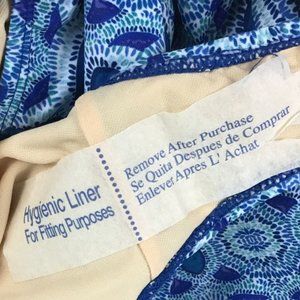 Hygienic Liner
For Fitting Purposes
Remove After Purchase
Se Quita Despues de Comprar
Enlever Apres L' Achat